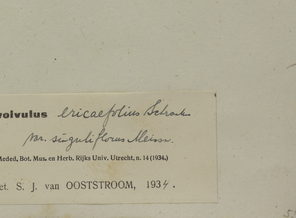 volvulus ericaefolius Schrank
var. singuliflorus Meissn.
Meded. Bot. Mus. en Herb. Rijks Univ. Utrecht, n. 14 (1934.)
et. S. J. van OOSTSTROOM, 1934.